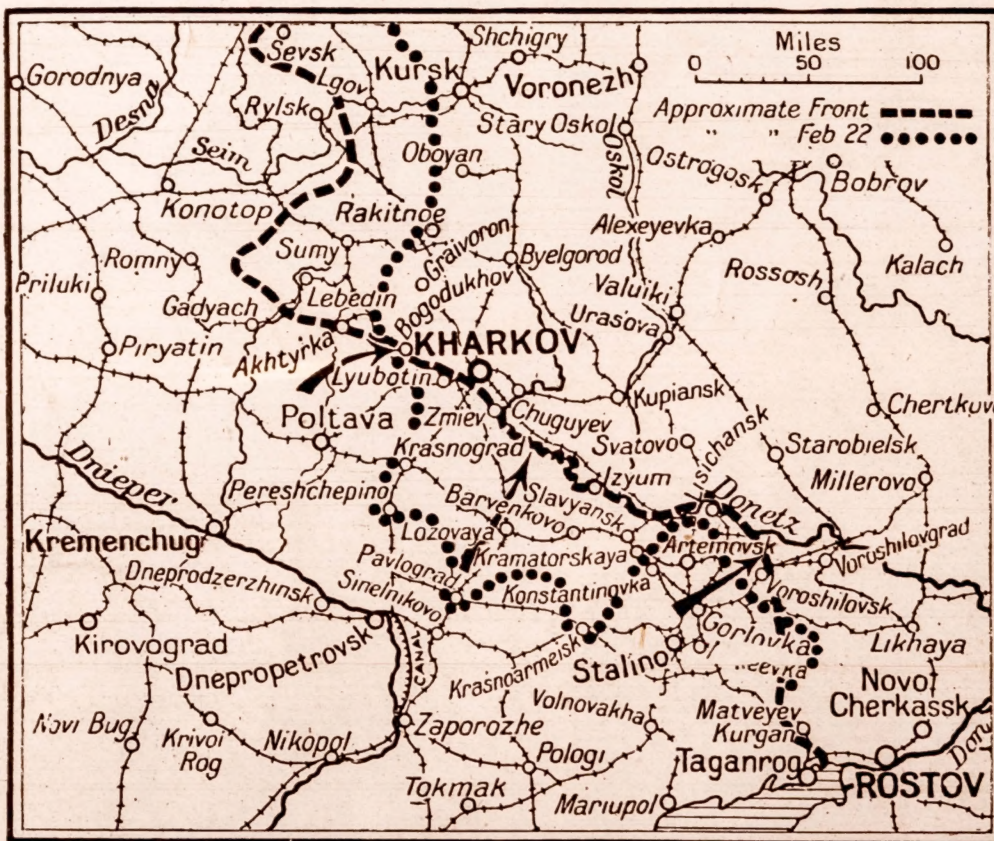 Miles
0 50 100
Approximate Front
" " Feb 22
Gorodnya
Sevsk
Kursk
Shchigry
Voronezh
Lgov
Desna
Rylsk
Stary Oskol
Oskol
Seim
Oboyan
Ostrogosk
Bobrov
Konotop
Rakitnoe
Alexeyevka
Kalach
Romny
Sumy
Graivoron
Byelgorod
Rossosh
Priluki
Gadyach
Lebedin
Bogodukhov
Valuiki
Urasova
Piryatin
Akhtyrka
KHARKOV
Lyubotin
Kupiansk
Poltava
Zmiev
Chuguyev
Krasnograd
Svatovo
Starobielsk
Millerovo
Dnieper
Pereshchepino
Izyum
Slavyansk
Donetz
Kremenchug
Barvenkovo
Lozovaya
Artemovsk
Voroshilovgrad
Pavlograd
Kramatorskaya
Dneprodzerzhinsk
Sinelnikovo
Konstantinovka
Voroshilovsk
Kirovograd
Dnepropetrovsk
CANAL
Krasnoarmeisk
Gorlovka
Stalino
Likhaya
Novo
Cherkassk
Novi Bug
Krivoi
Rog
Nikopol
Zaporozhe
Volnovakha
Matveyev
Kurgan
Pologi
Taganrog
ROSTOV
Tokmak
Mariupol